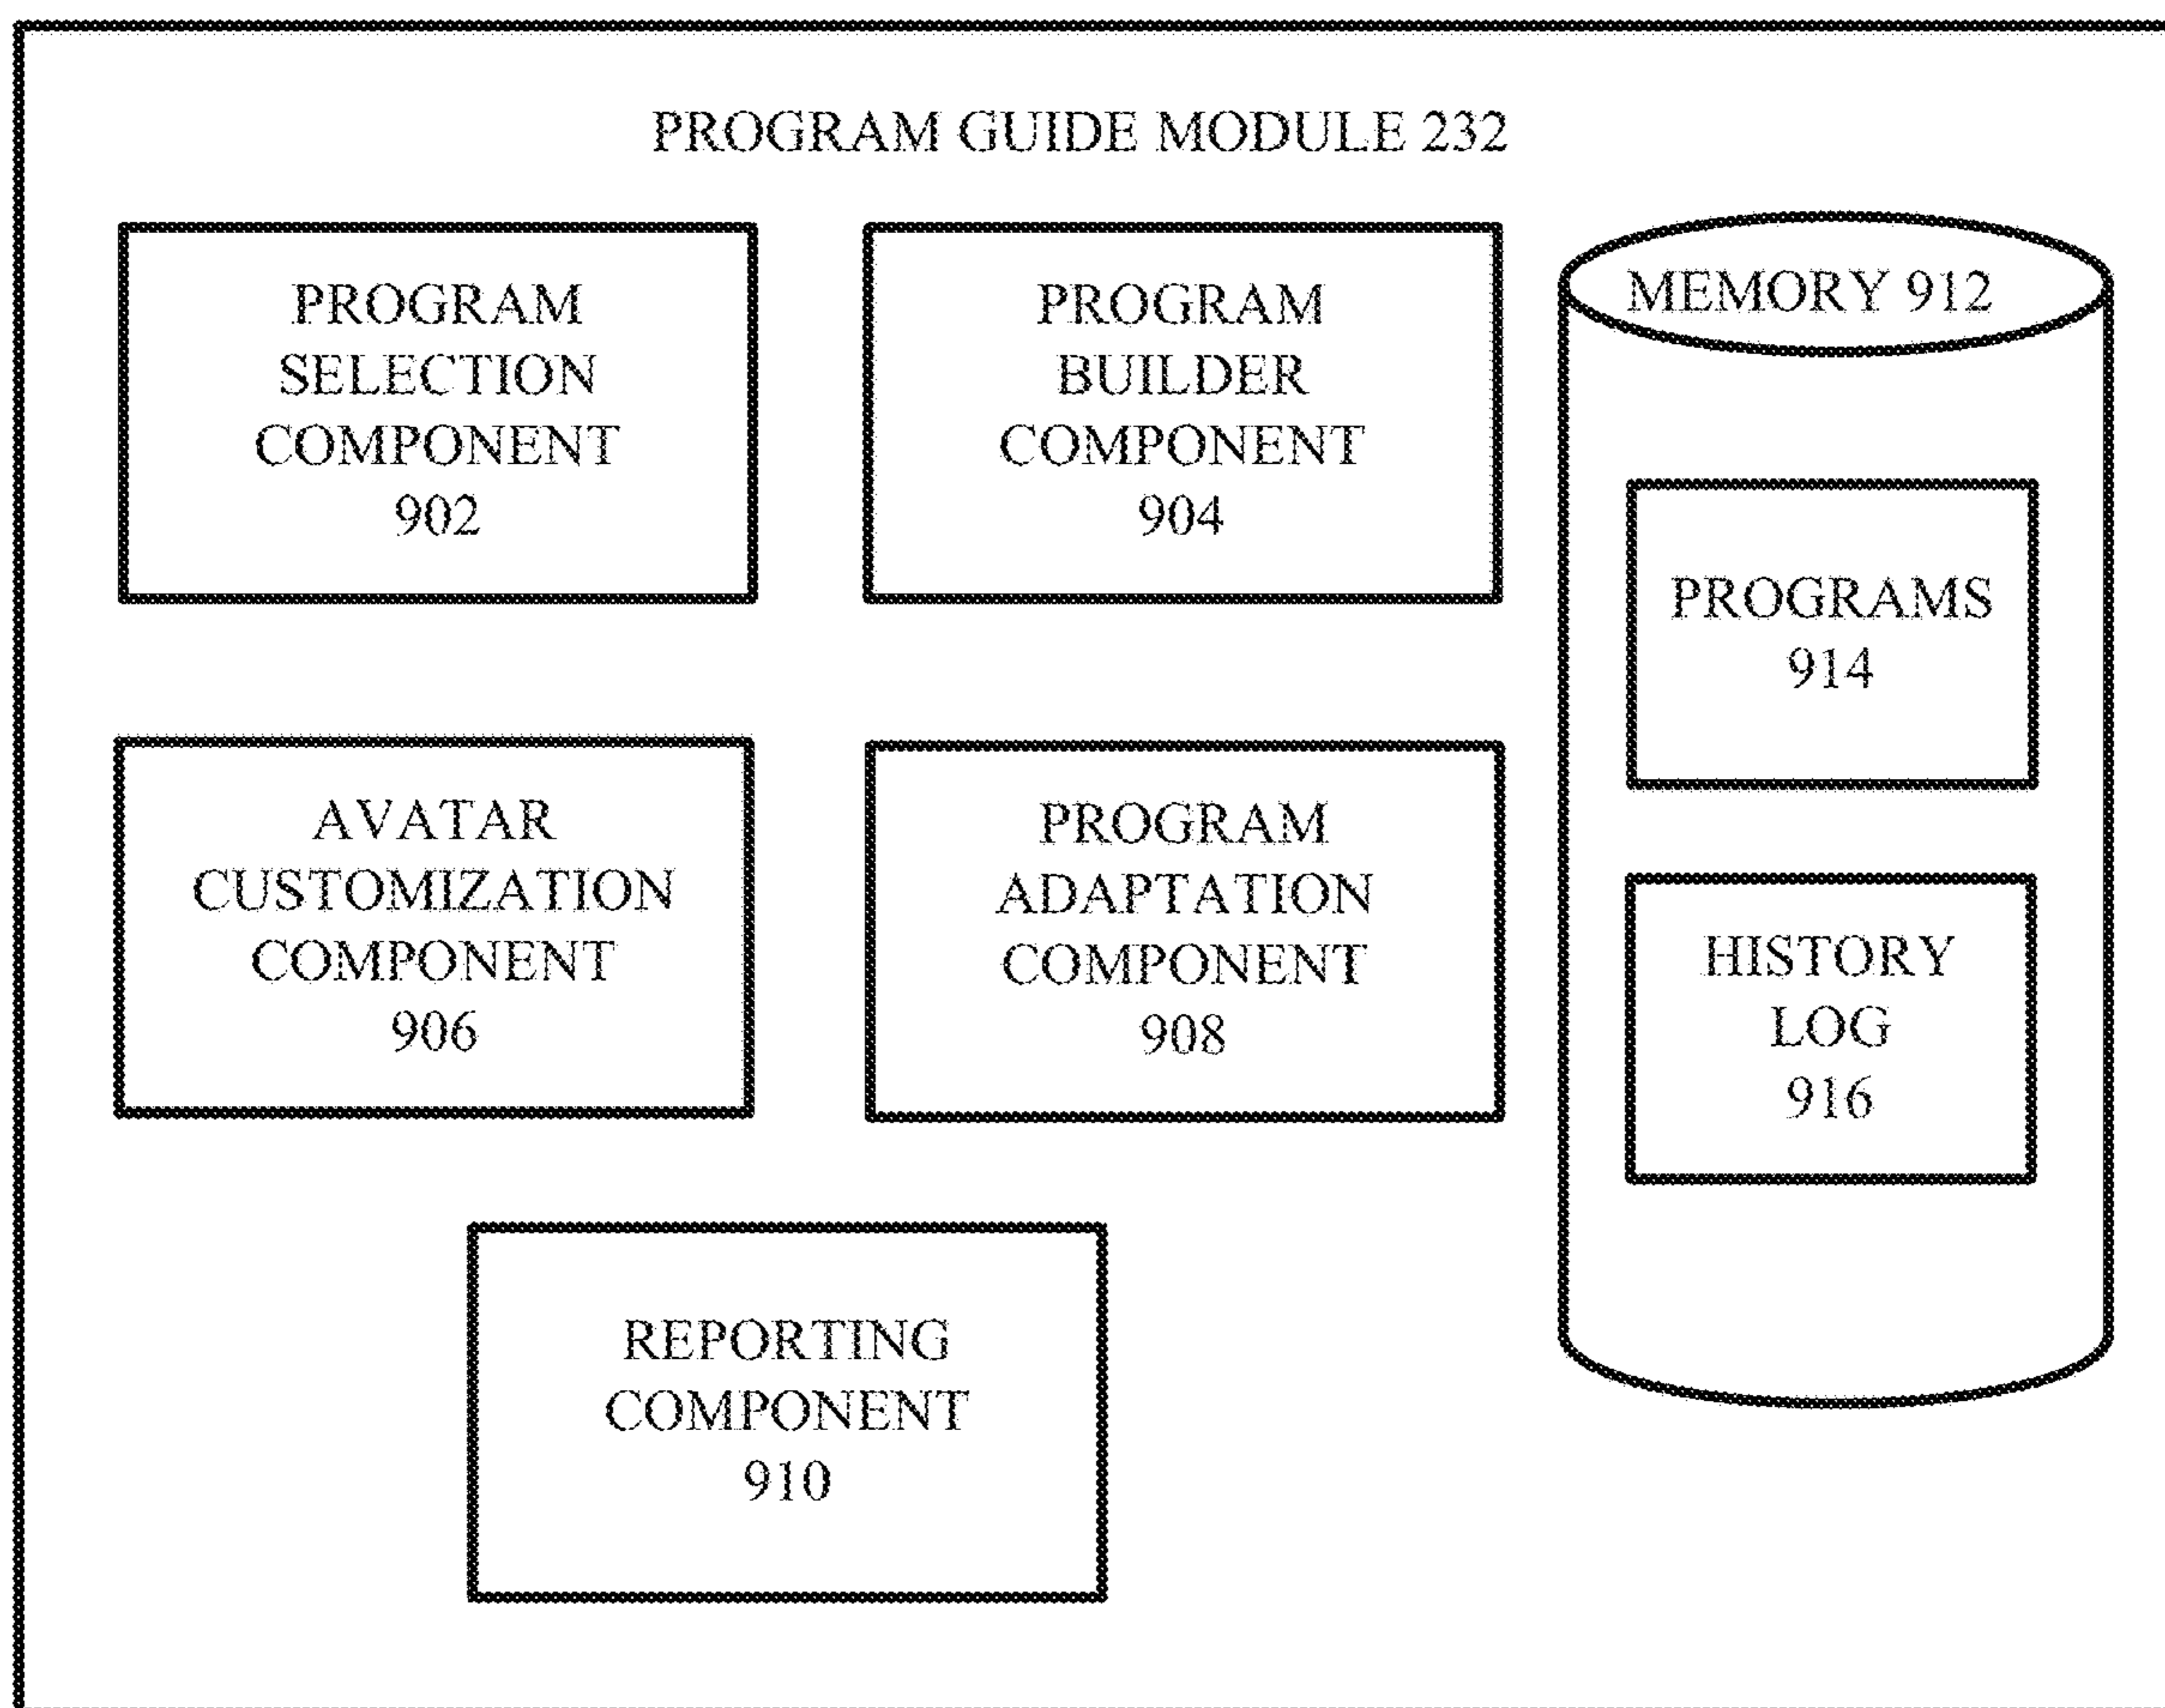 PROGRAM GUIDE MODULE 232
PROGRAM
SELECTION
COMPONENT
902
PROGRAM
BUILDER
COMPONENT
904
MEMORY 912
PROGRAMS
914
AVATAR
CUSTOMIZATION
COMPONENT
906
PROGRAM
ADAPTATION
COMPONENT
908
HISTORY
LOG
916
REPORTING
COMPONENT
910